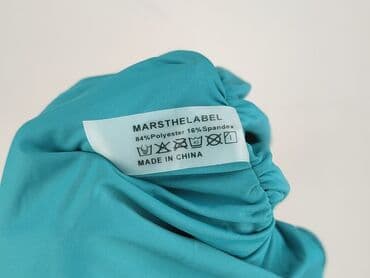 MARSTHELABEL
84%Polyester 16%Spandex
MADE IN CHINA